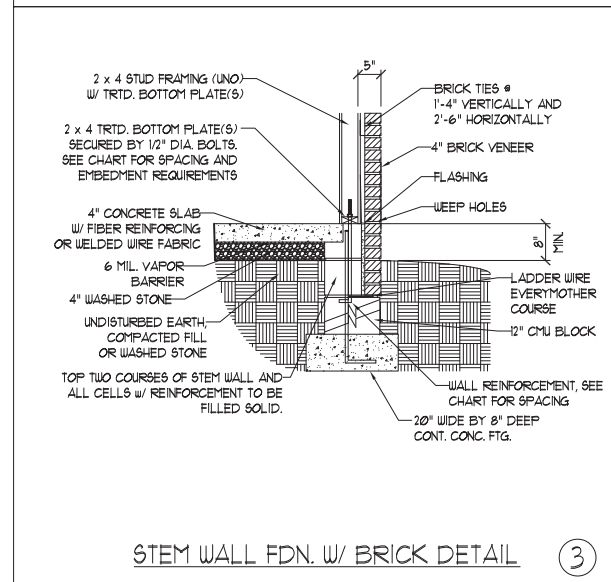 5"
2 x 4 STUD FRAMING (UNO)
W/ TRTD. BOTTOM PLATE(S)
2 x 4 TRTD. BOTTOM PLATE(S)
SECURED BY 1/2" DIA. BOLTS.
SEE CHART FOR SPACING AND
EMBEDMENT REQUIREMENTS
4" CONCRETE SLAB
W/ FIBER REINFORCING
OR WELDED WIRE FABRIC
6 MIL. VAPOR
BARRIER
4" WASHED STONE
UNDISTURBED EARTH,
COMPACTED FILL
OR WASHED STONE
TOP TWO COURSES OF STEM WALL AND
ALL CELLS w/ REINFORCEMENT TO BE
FILLED SOLID.
BRICK TIES @
1'-4" VERTICALLY AND
2'-6" HORIZONTALLY
4" BRICK VENEER
FLASHING
WEEP HOLES
8"
MIN.
LADDER WIRE
EVERYMOTHER
COURSE
12" CMU BLOCK
WALL REINFORCEMENT, SEE
CHART FOR SPACING
20" WIDE BY 8" DEEP
CONT. CONC. FTG.
STEM WALL FDN. W/ BRICK DETAIL
3